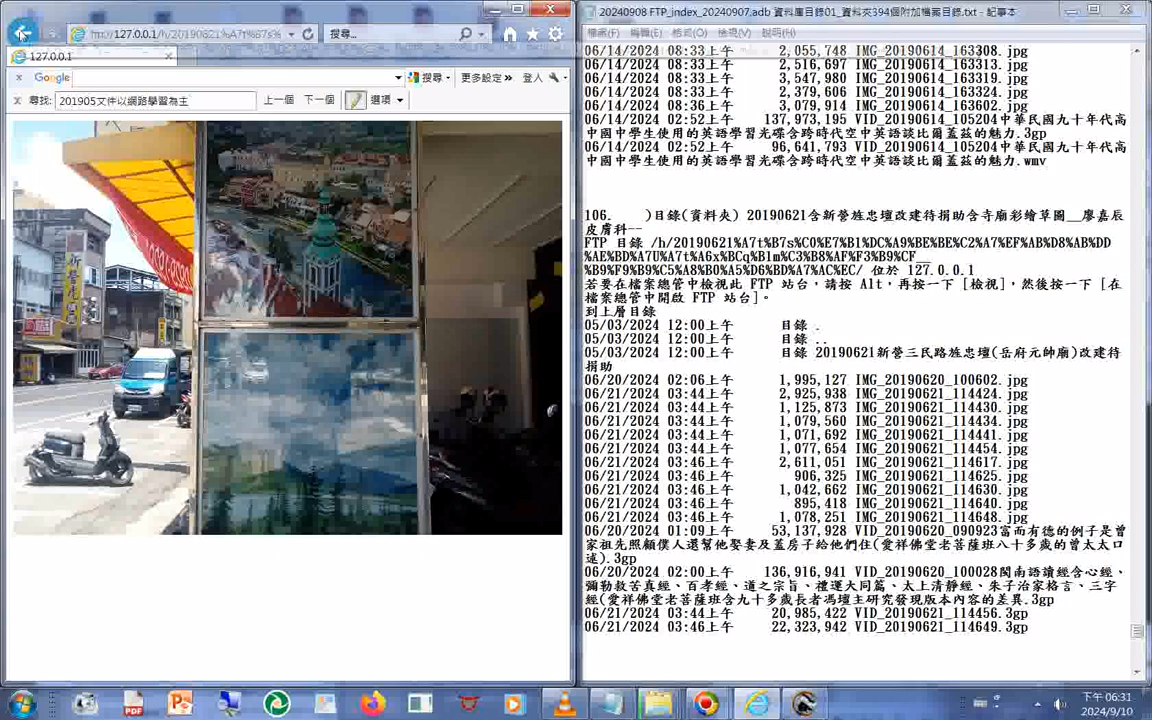 20240908 FTP_index_20240907.adb 資料庫目錄01_資料夾394個附加檔案目錄.txt - 記事本
搜尋...
127.0.0.1
檔案(F) 編輯(E) 格式(O) 檢視(V) 說明(H)
Google
搜尋 更多設定 » 登入
尋找: 201905文件以網路學習為主 上一個 下一個 選項
06/14/2024 08:33上午 2,055,748 IMG_20190614_163308.jpg
06/14/2024 08:33上午 2,516,697 IMG_20190614_163313.jpg
06/14/2024 08:33上午 3,547,980 IMG_20190614_163319.jpg
06/14/2024 08:33上午 2,379,606 IMG_20190614_163324.jpg
06/14/2024 08:36上午 3,079,914 IMG_20190614_163602.jpg
06/14/2024 02:52上午 137,973,195 VID_20190614_105204中華民國九十年代高
中國中學生使用的英語學習光碟含跨時代空中英語談比爾蓋茲的魅力.3gp
06/14/2024 02:52上午 96,641,793 VID_20190614_105204中華民國九十年代高
中國中學生使用的英語學習光碟含跨時代空中英語談比爾蓋茲的魅力.wmv
106. )目錄(資料夾) 20190621含新營旌忠壇改建待捐助含寺廟彩繪草圖__廖嘉辰
皮膚科--
FTP 目錄 /h/20190621%A7t%B7s%C0%E7%B1%DC%A9%BE%BE%C2%A7%EF%AB%D8%AB%DD
%AE%BD%A7U%A7t%A6x%BCq%B1m%C3%B8%AF%F3%B9%CF__
%B9%F9%B9%C5%A8%B0%A5%D6%BD%A7%AC%EC/ 位於 127.0.0.1
若要在檔案總管中檢視此 FTP 站台，請按 Alt，再按一下 [檢視]，然後按一下 [在
檔案總管中開啟 FTP 站台]。
到上層目錄
05/03/2024 12:00上午 目錄 .
05/03/2024 12:00上午 目錄 ..
05/03/2024 12:00上午 目錄 20190621新營三民路旌忠壇(岳府元帥廟)改建待
捐助
06/20/2024 02:06上午 1,995,127 IMG_20190620_100602.jpg
06/21/2024 03:44上午 2,925,938 IMG_20190621_114424.jpg
06/21/2024 03:44上午 1,125,873 IMG_20190621_114430.jpg
06/21/2024 03:44上午 1,079,560 IMG_20190621_114434.jpg
06/21/2024 03:44上午 1,071,692 IMG_20190621_114441.jpg
06/21/2024 03:44上午 1,077,654 IMG_20190621_114454.jpg
06/21/2024 03:46上午 2,611,051 IMG_20190621_114617.jpg
06/21/2024 03:46上午 906,325 IMG_20190621_114625.jpg
06/21/2024 03:46上午 1,042,662 IMG_20190621_114630.jpg
06/21/2024 03:46上午 895,418 IMG_20190621_114640.jpg
06/21/2024 03:46上午 1,078,251 IMG_20190621_114648.jpg
06/20/2024 01:09上午 53,137,928 VID_20190620_090923富而有德的例子是曾
家祖先照顧僕人還幫他娶妻及蓋房子給他們住(愛祥佛堂老菩薩班八十多歲的曾太太口
述).3gp
06/20/2024 02:00上午 136,916,941 VID_20190620_100028閩南語讀經含心經、
彌勒救苦真經、百孝經、道之宗旨、禮運大同篇、太上清靜經、朱子治家格言、三字
經(愛祥佛堂老菩薩班含九十多歲長者馮壇主研究發現版本內容的差異.3gp
06/21/2024 03:44上午 20,985,422 VID_20190621_114456.3gp
06/21/2024 03:46上午 22,323,942 VID_20190621_114649.3gp
下午 06:31
2024/9/10